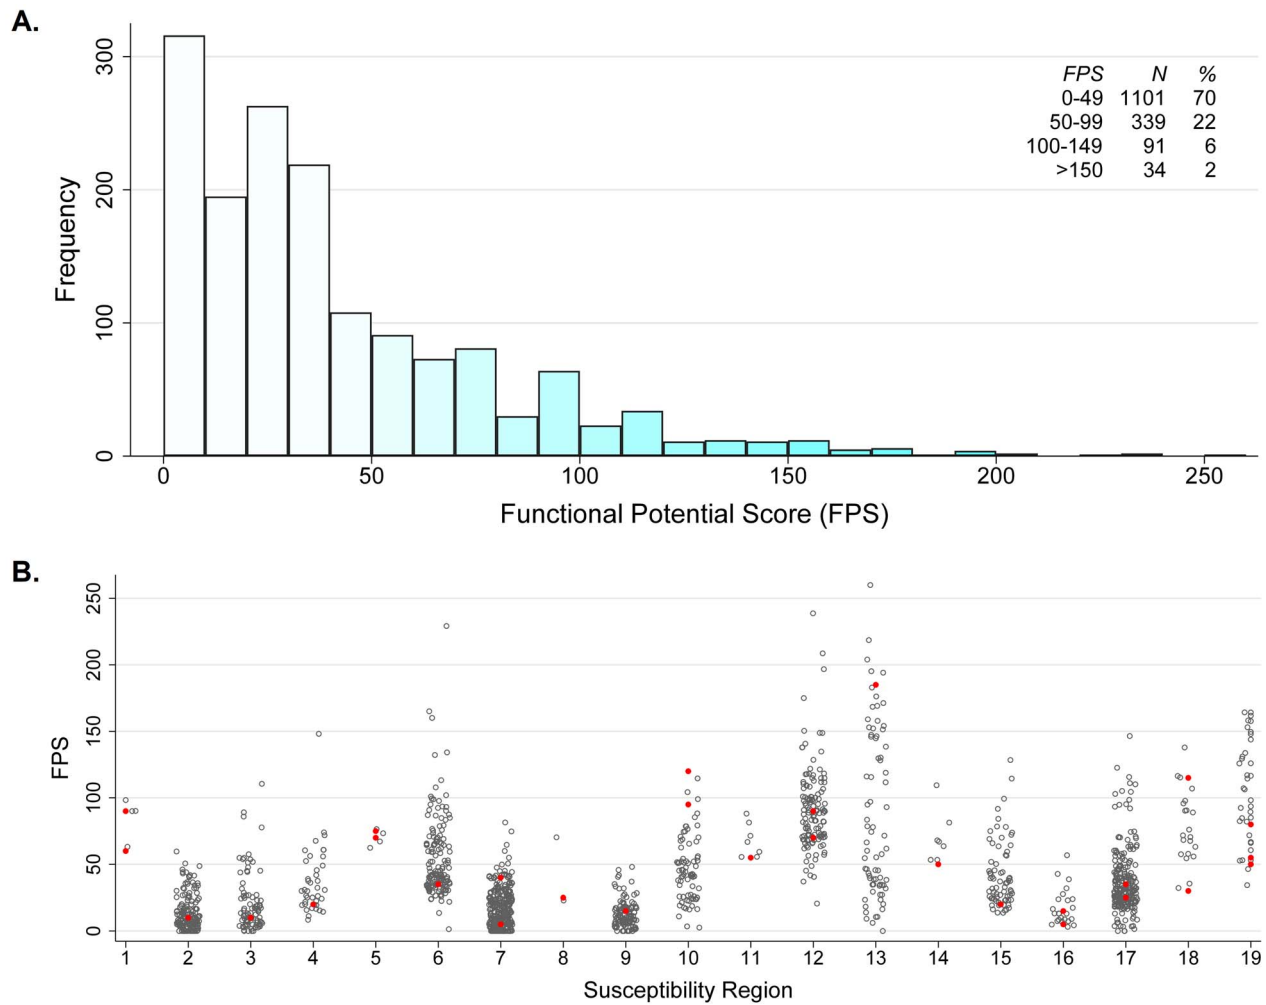 A.
300
200
100
0
Frequency
FPS N %
0-49 1101 70
50-99 339 22
100-149 91 6
>150 34 2
0 50 100 150 200 250
Functional Potential Score (FPS)
B.
250
200
150
100
50
0
FPS
1 2 3 4 5 6 7 8 9 10 11 12 13 14 15 16 17 18 19
Susceptibility Region